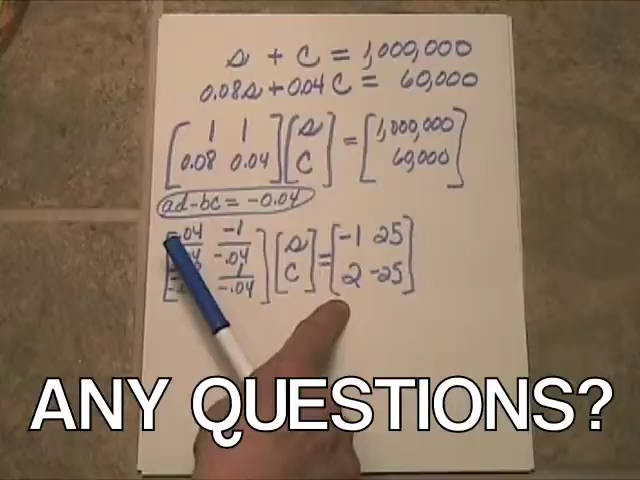 s + c = 1,000,000
0.08s + 0.04c = 60,000
[1 1] [s] = [1,000,000]
[0.08 0.04] [c] [60,000]
ad-bc = -0.04
-1 [s] = [-1 25]
-.04
1 [c] [2 -25]
-.04
ANY QUESTIONS?